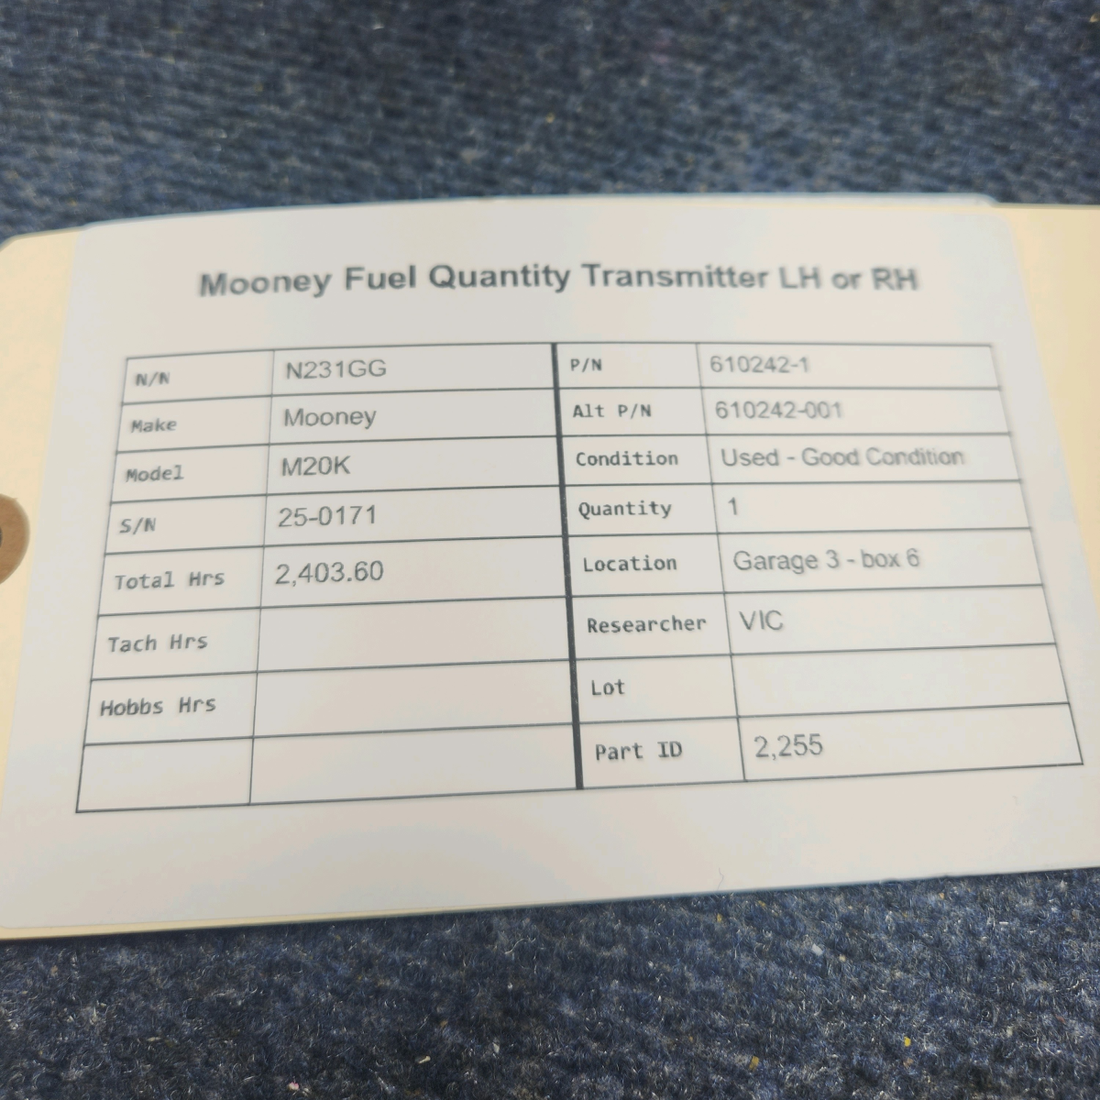 Mooney Fuel Quantity Transmitter LH or RH
N/N N231GG P/N 610242-1
Make Mooney Alt P/N 610242-001
Model M20K Condition Used - Good Condition
S/N 25-0171 Quantity 1
Total Hrs 2,403.60 Location Garage 3 - box 6
Tach Hrs Researcher VIC
Hobbs Hrs Lot
Part ID 2,255